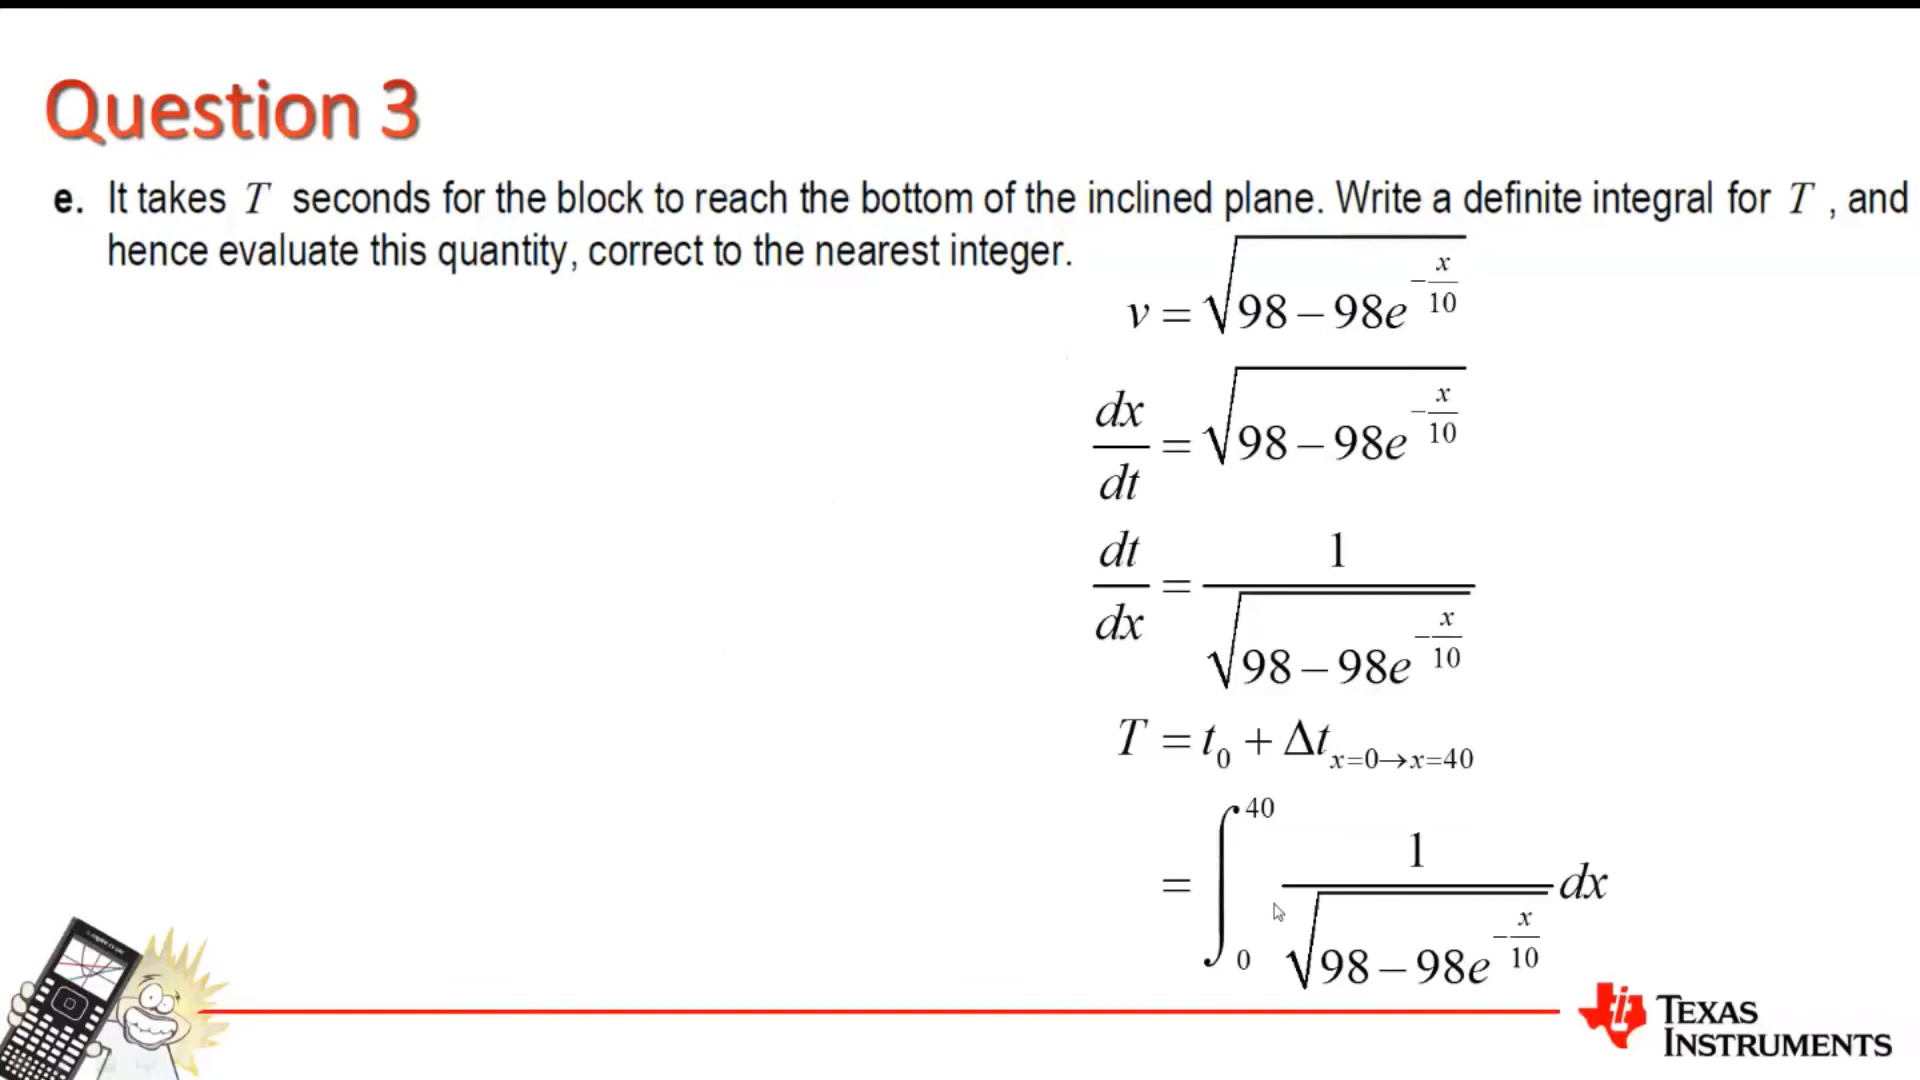 Question 3
e. It takes T seconds for the block to reach the bottom of the inclined plane. Write a definite integral for T , and
hence evaluate this quantity, correct to the nearest integer.
v = √(98 – 98e^(–x/10))
dx/dt = √(98 – 98e^(–x/10))
dt/dx = 1/√(98 – 98e^(–x/10))
T = t₀ + Δt_(x=0→x=40)
= ∫₀⁴⁰ 1/√(98 – 98e^(–x/10)) dx
TEXAS
INSTRUMENTS